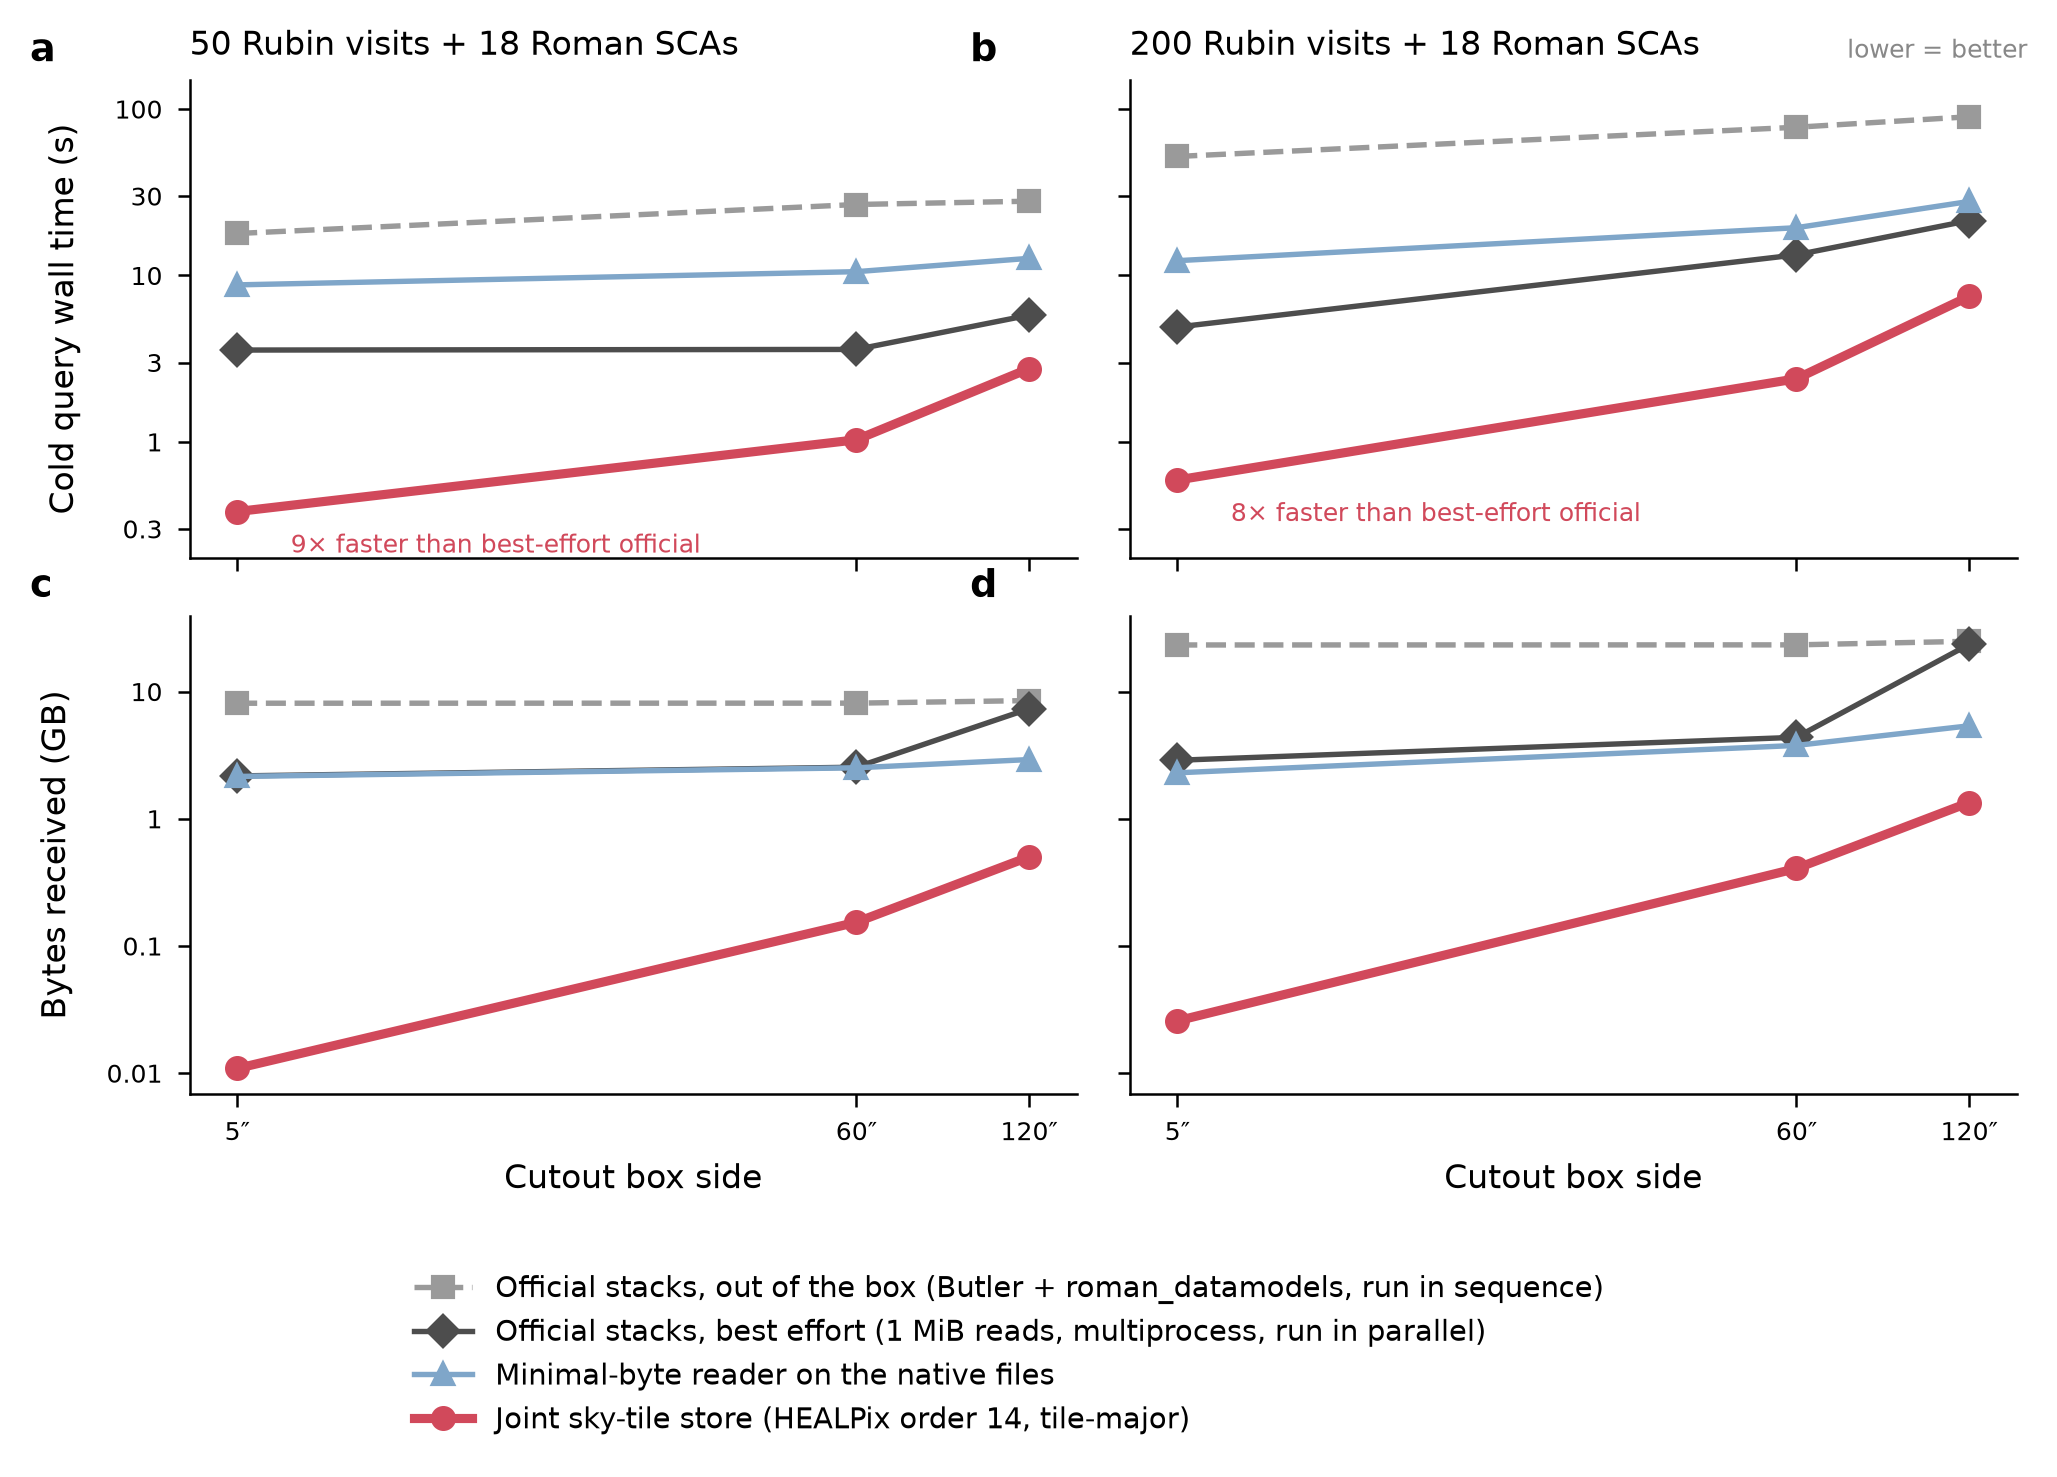 a
50 Rubin visits + 18 Roman SCAs
b
200 Rubin visits + 18 Roman SCAs
lower = better
Cold query wall time (s)
100
30
10
3
1
0.3
9× faster than best-effort official
8× faster than best-effort official
c
d
Bytes received (GB)
10
1
0.1
0.01
5″
60″
120″
5″
60″
120″
Cutout box side
Cutout box side
Official stacks, out of the box (Butler + roman_datamodels, run in sequence)
Official stacks, best effort (1 MiB reads, multiprocess, run in parallel)
Minimal-byte reader on the native files
Joint sky-tile store (HEALPix order 14, tile-major)